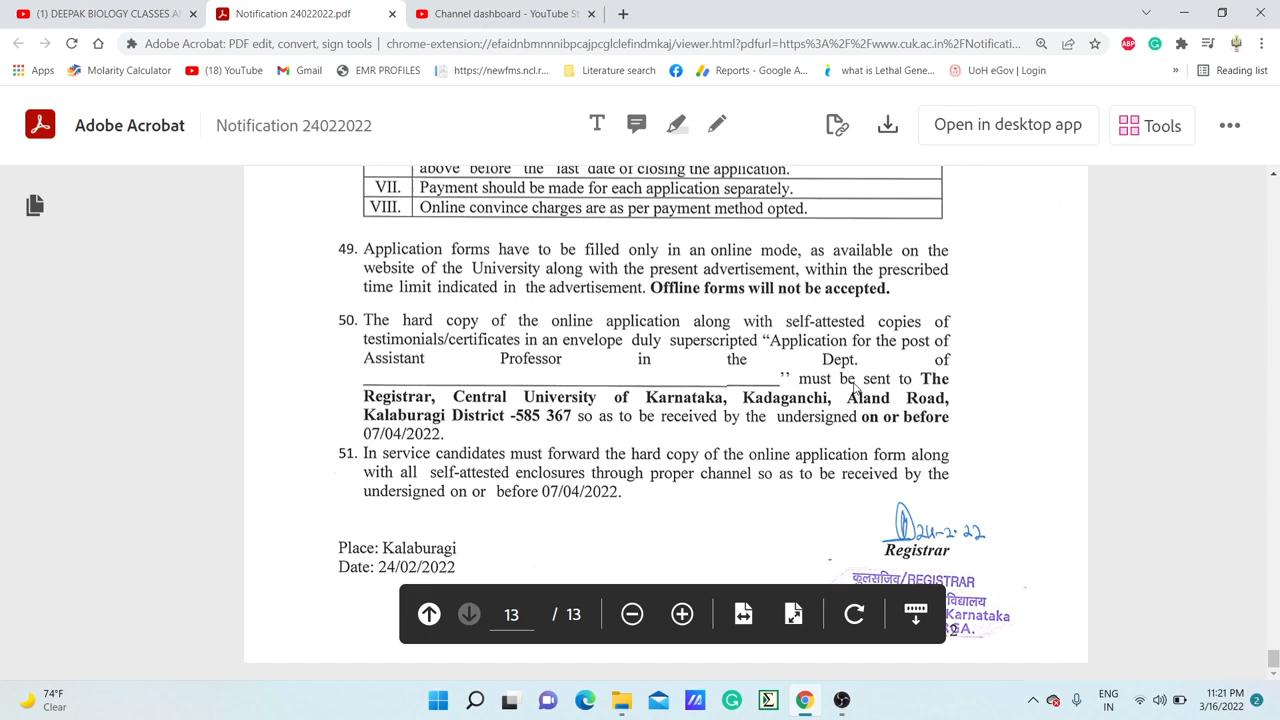 (1) DEEPAK BIOLOGY CLASSES A
Notification 24022022.pdf
Channel dashboard - YouTube St
Adobe Acrobat: PDF edit, convert, sign tools | chrome-extension://efaidnbmnnnibpcajpcglclefindmkaj/viewer.html?pdfurl=https%3A%2F%2Fwww.cuk.ac.in%2FNotificati...
Apps
Molarity Calculator
(18) YouTube
Gmail
EMR PROFILES
https://newfms.ncl.r...
Literature search
Reports - Google A...
what is Lethal Gene...
UoH eGov | Login
»
Reading list
Adobe Acrobat
Notification 24022022
Open in desktop app
Tools
above before the last date of closing the application.
VII. Payment should be made for each application separately.
VIII. Online convince charges are as per payment method opted.
49. Application forms have to be filled only in an online mode, as available on the
website of the University along with the present advertisement, within the prescribed
time limit indicated in the advertisement. Offline forms will not be accepted.
50. The hard copy of the online application along with self-attested copies of
testimonials/certificates in an envelope duly superscripted "Application for the post of
Assistant Professor in the Dept. of
'' must be sent to The
Registrar, Central University of Karnataka, Kadaganchi, Aland Road,
Kalaburagi District -585 367 so as to be received by the undersigned on or before
07/04/2022.
51. In service candidates must forward the hard copy of the online application form along
with all self-attested enclosures through proper channel so as to be received by the
undersigned on or before 07/04/2022.
24-2-22
Registrar
Place: Kalaburagi
Date: 24/02/2022
कुलसचिव/REGISTRAR
विद्यालय
Karnataka
13 / 13
74°F
Clear
ENG
IN
11:21 PM
3/16/2022
2